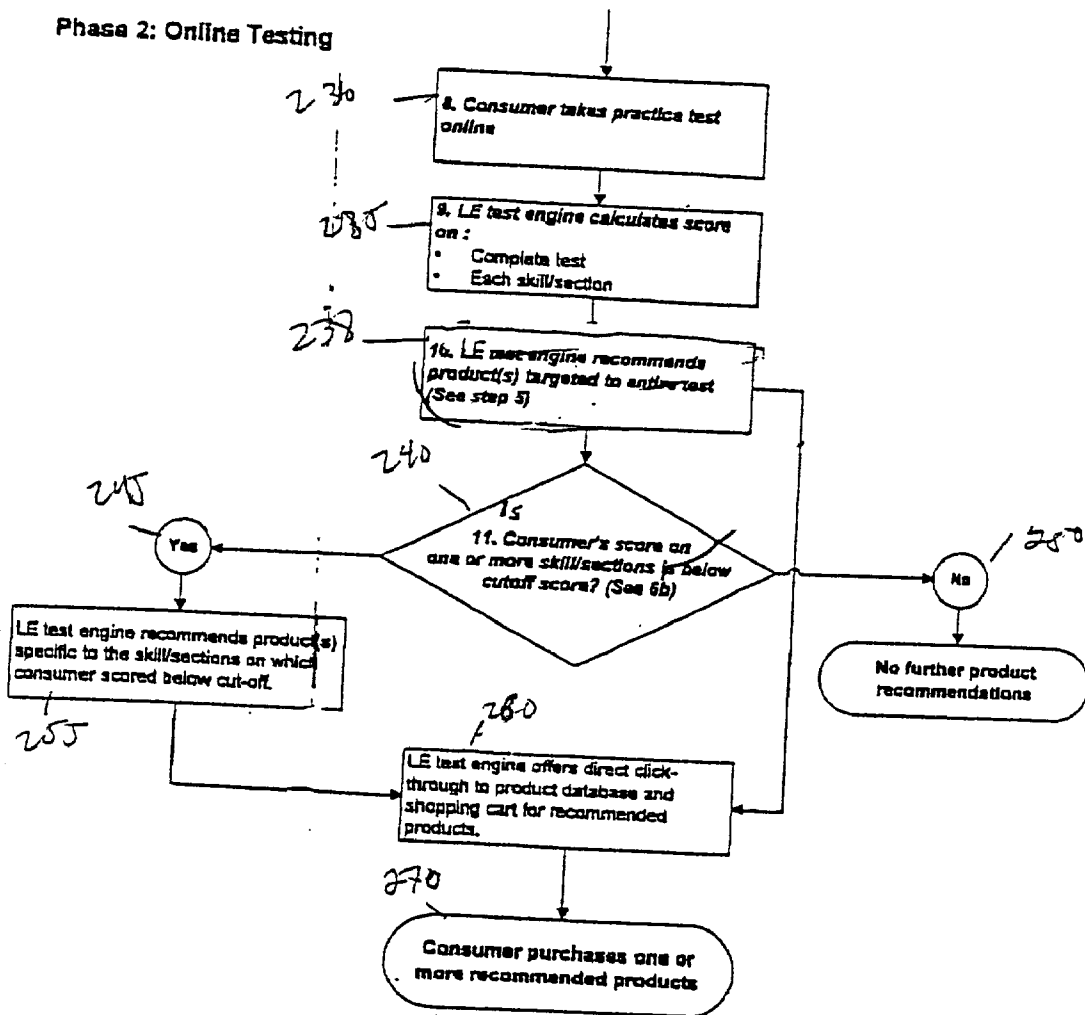 Phase 2: Online Testing
230
8. Consumer takes practice test
online
235
9. LE test engine calculates score
on :
• Complete test
• Each skill/section
238
10. LE test engine recommends
product(s) targeted to entire test
(See step 5)
240
245
Yes
Is
11. Consumer's score on
one or more skill/sections is below
cutoff score? (See 6b)
250
No
LE test engine recommends product(s)
specific to the skill/sections on which
consumer scored below cut-off.
255
No further product
recommendations
260
LE test engine offers direct click-
through to product database and
shopping cart for recommended
products.
270
Consumer purchases one or
more recommended products